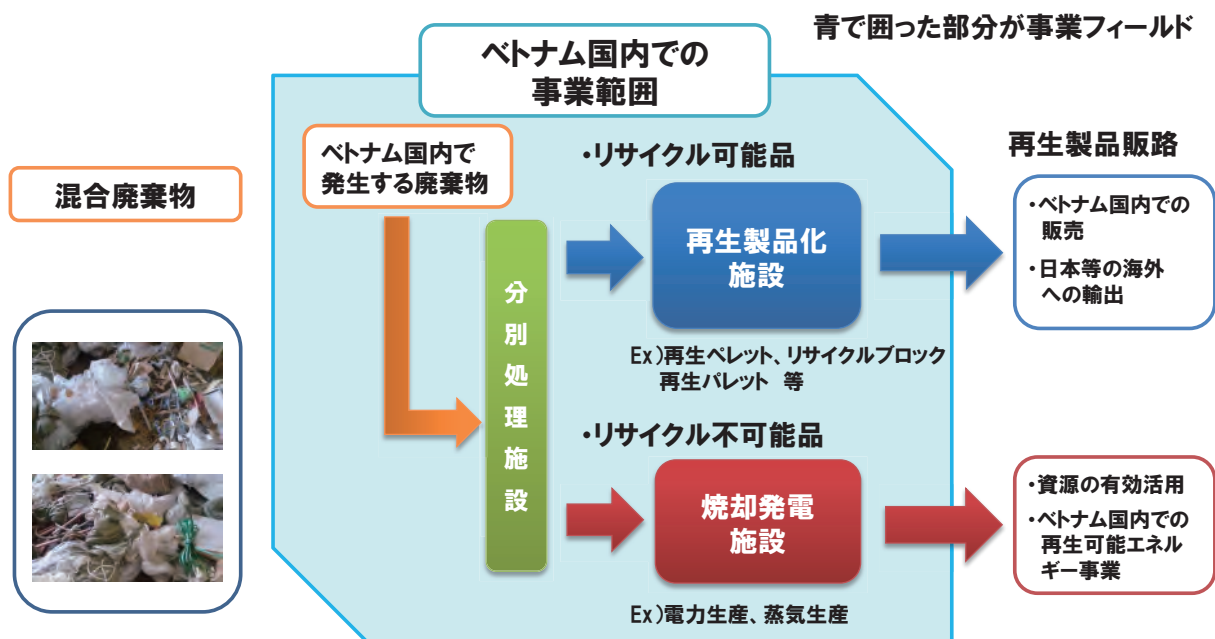 青で囲った部分が事業フィールド
ベトナム国内での
事業範囲
混合廃棄物
ベトナム国内で
発生する廃棄物
分別処理施設
・リサイクル可能品
再生製品化
施設
Ex）再生ペレット、リサイクルブロック
再生パレット 等
・リサイクル不可能品
焼却発電
施設
Ex）電力生産、蒸気生産
再生製品販路
・ベトナム国内での
販売
・日本等の海外
への輸出
・資源の有効活用
・ベトナム国内での
再生可能エネル
ギー事業